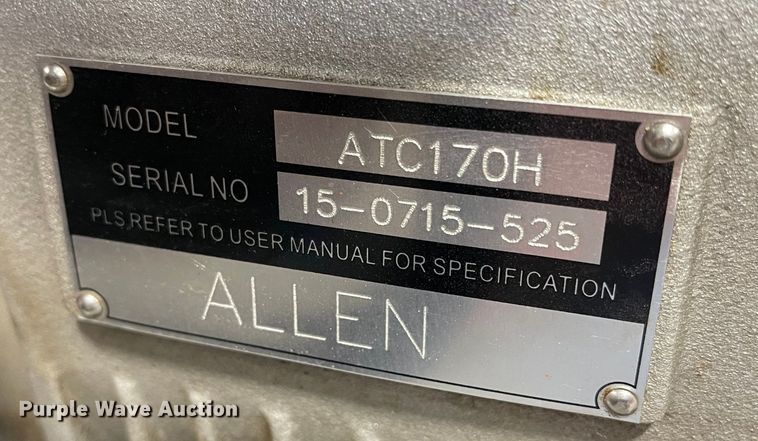 MODEL ATC170H
SERIAL NO 15-0715-525
PLS,REFER TO USER MANUAL FOR SPECIFICATION
ALLEN
Purple Wave Auction